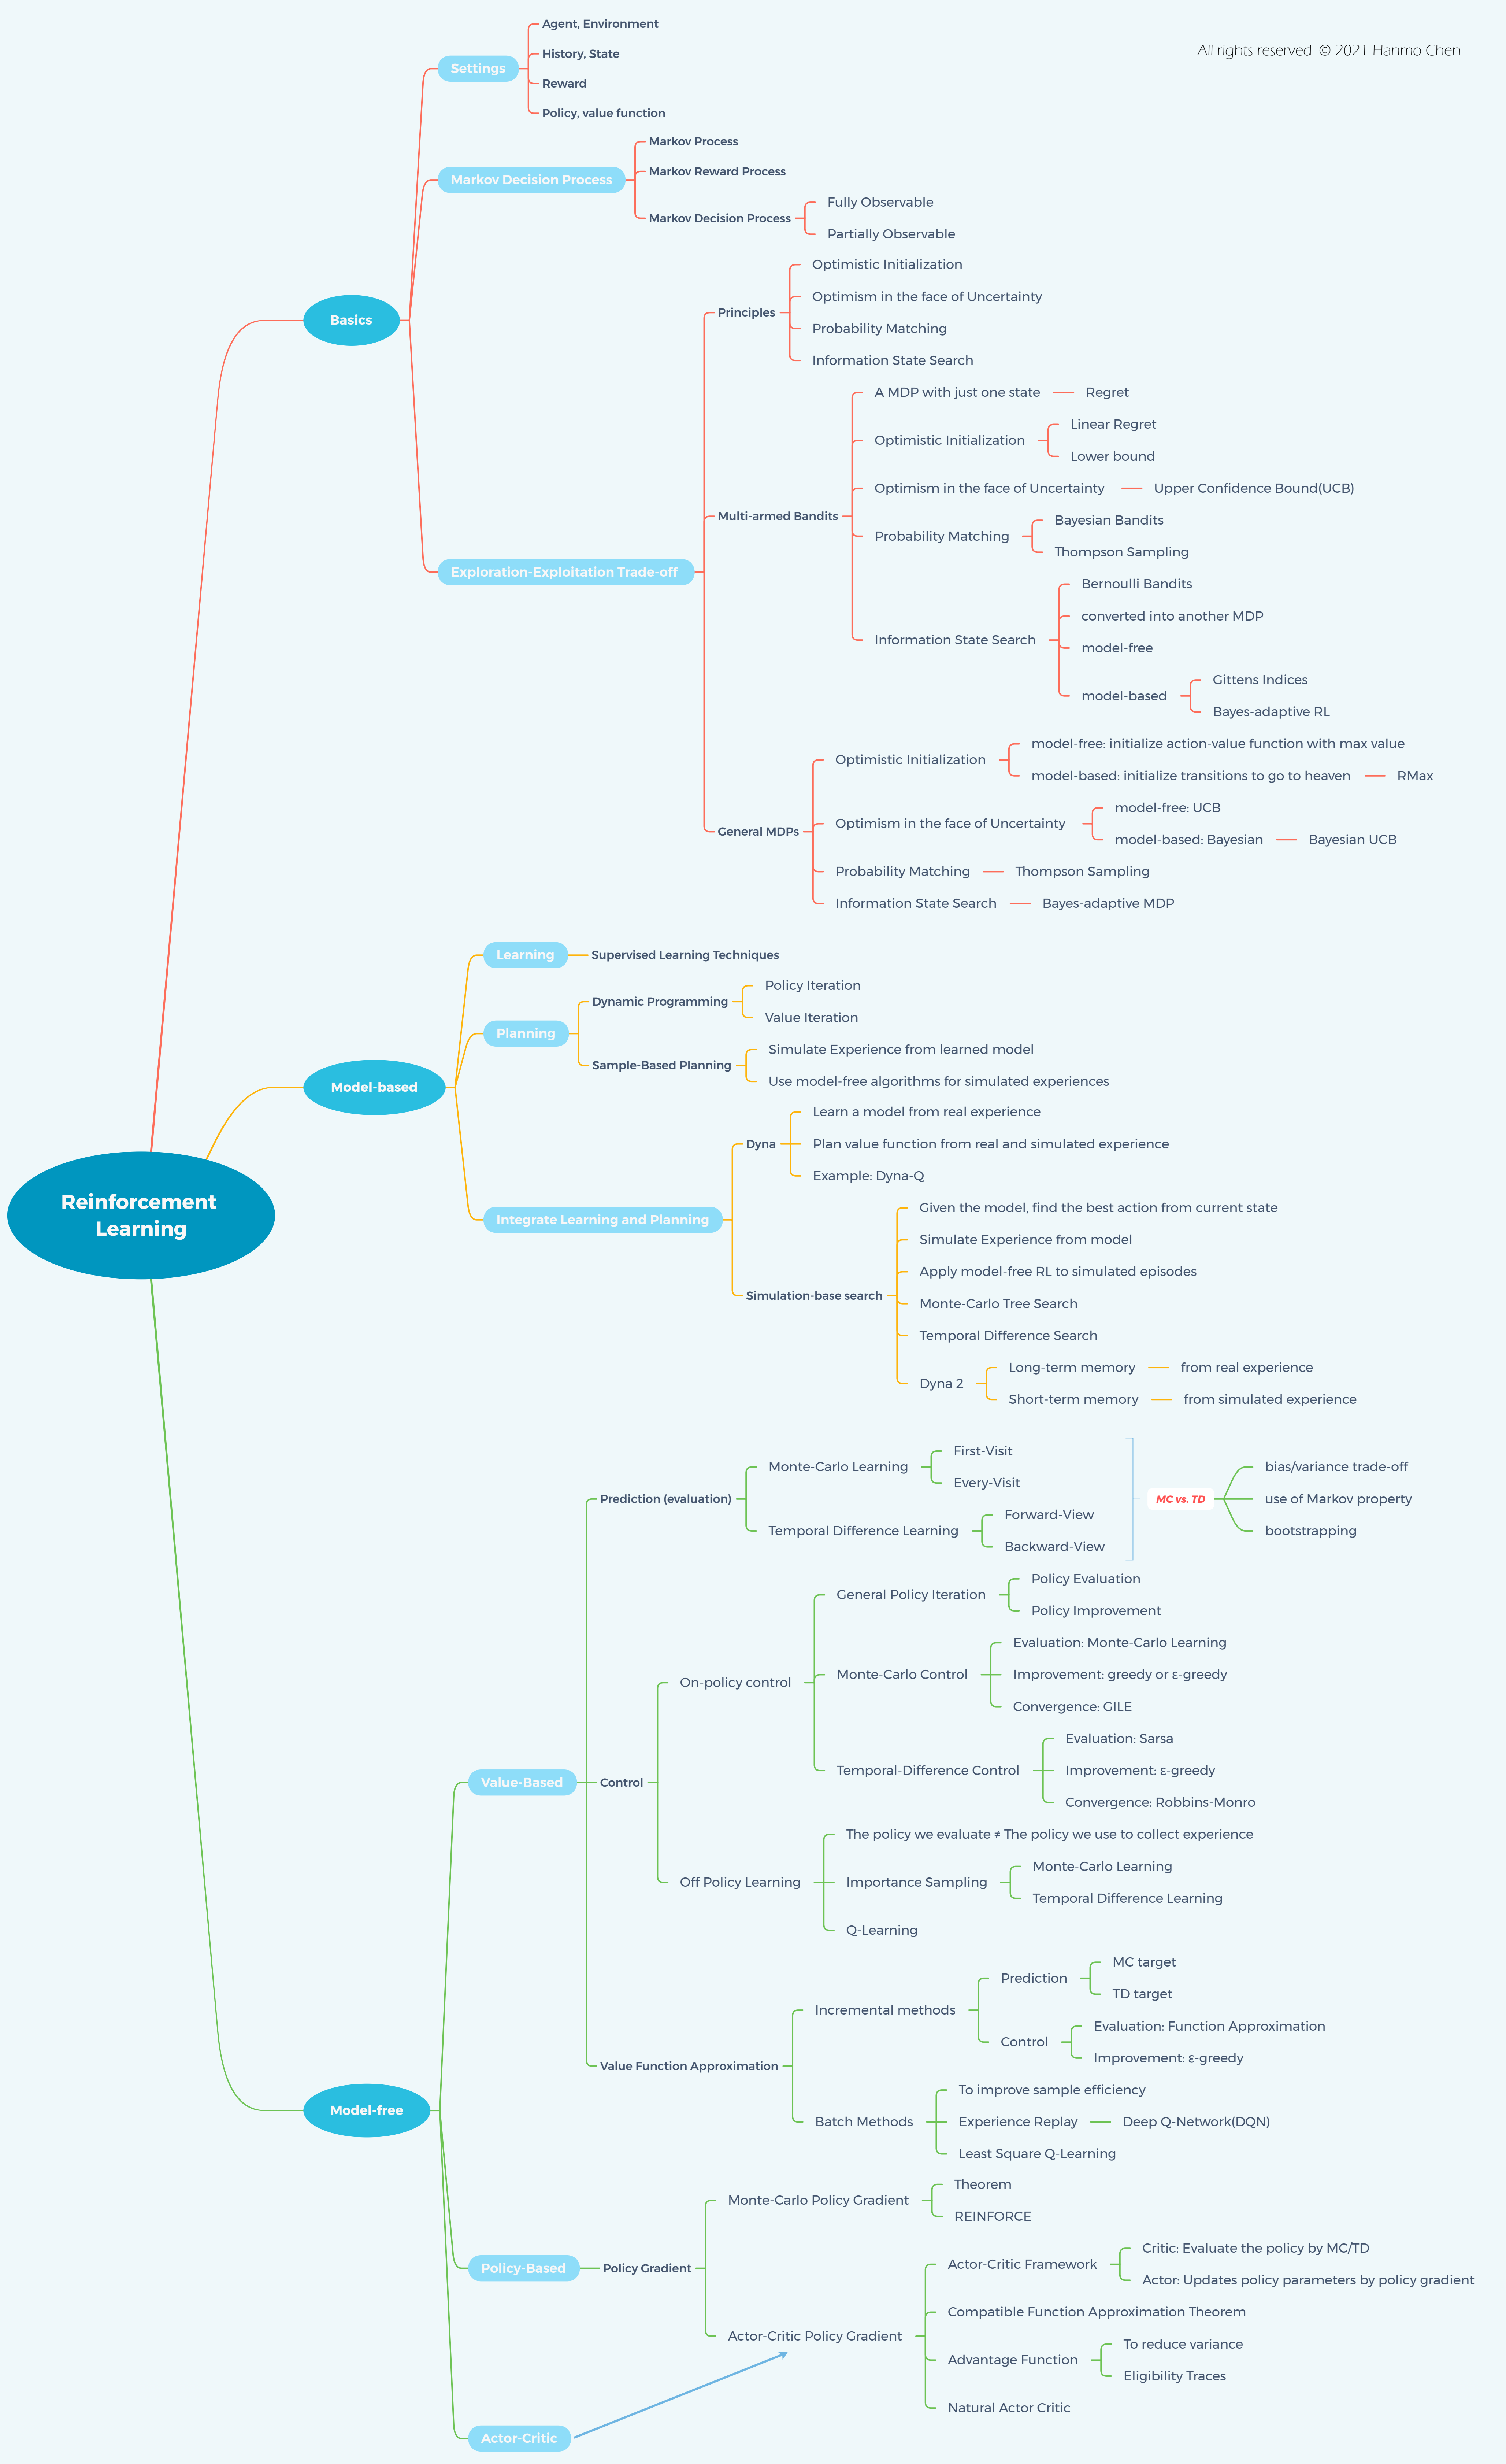 All rights reserved. © 2021 Hanmo Chen
Reinforcement
Learning
Basics
Settings
Agent, Environment
History, State
Reward
Policy, value function
Markov Decision Process
Markov Process
Markov Reward Process
Markov Decision Process
Fully Observable
Partially Observable
Exploration-Exploitation Trade-off
Principles
Optimistic Initialization
Optimism in the face of Uncertainty
Probability Matching
Information State Search
Multi-armed Bandits
A MDP with just one state
Regret
Optimistic Initialization
Linear Regret
Lower bound
Optimism in the face of Uncertainty
Upper Confidence Bound(UCB)
Probability Matching
Bayesian Bandits
Thompson Sampling
Information State Search
Bernoulli Bandits
converted into another MDP
model-free
model-based
Gittens Indices
Bayes-adaptive RL
General MDPs
Optimistic Initialization
model-free: initialize action-value function with max value
model-based: initialize transitions to go to heaven
RMax
Optimism in the face of Uncertainty
model-free: UCB
model-based: Bayesian
Bayesian UCB
Probability Matching
Thompson Sampling
Information State Search
Bayes-adaptive MDP
Model-based
Learning
Supervised Learning Techniques
Planning
Dynamic Programming
Policy Iteration
Value Iteration
Sample-Based Planning
Simulate Experience from learned model
Use model-free algorithms for simulated experiences
Integrate Learning and Planning
Dyna
Learn a model from real experience
Plan value function from real and simulated experience
Example: Dyna-Q
Simulation-base search
Given the model, find the best action from current state
Simulate Experience from model
Apply model-free RL to simulated episodes
Monte-Carlo Tree Search
Temporal Difference Search
Dyna 2
Long-term memory
from real experience
Short-term memory
from simulated experience
Model-free
Value-Based
Prediction (evaluation)
Monte-Carlo Learning
First-Visit
Every-Visit
Temporal Difference Learning
Forward-View
Backward-View
MC vs. TD
bias/variance trade-off
use of Markov property
bootstrapping
Control
On-policy control
General Policy Iteration
Policy Evaluation
Policy Improvement
Monte-Carlo Control
Evaluation: Monte-Carlo Learning
Improvement: greedy or ε-greedy
Convergence: GILE
Temporal-Difference Control
Evaluation: Sarsa
Improvement: ε-greedy
Convergence: Robbins-Monro
Off Policy Learning
The policy we evaluate ≠ The policy we use to collect experience
Importance Sampling
Monte-Carlo Learning
Temporal Difference Learning
Q-Learning
Value Function Approximation
Incremental methods
Prediction
MC target
TD target
Control
Evaluation: Function Approximation
Improvement: ε-greedy
Batch Methods
To improve sample efficiency
Experience Replay
Deep Q-Network(DQN)
Least Square Q-Learning
Policy-Based
Policy Gradient
Monte-Carlo Policy Gradient
Theorem
REINFORCE
Actor-Critic Policy Gradient
Actor-Critic Framework
Critic: Evaluate the policy by MC/TD
Actor: Updates policy parameters by policy gradient
Compatible Function Approximation Theorem
Advantage Function
To reduce variance
Eligibility Traces
Natural Actor Critic
Actor-Critic